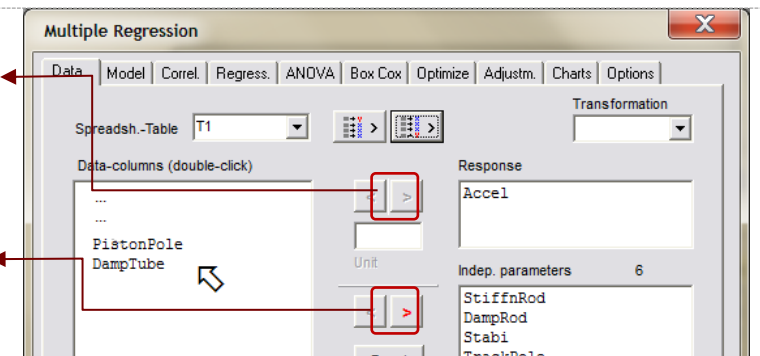 Multiple Regression
X
Data Model Correl. Regress. ANOVA Box Cox Optimize Adjustm. Charts Options
Transformation
Spreadsh.-Table T1
> >
Data-columns (double-click)
Response
...
...
PistonPole
DampTube
< >
Accel
Unit
Indep. parameters 6
< >
StiffnRod
DampRod
Stabi
TrackPole